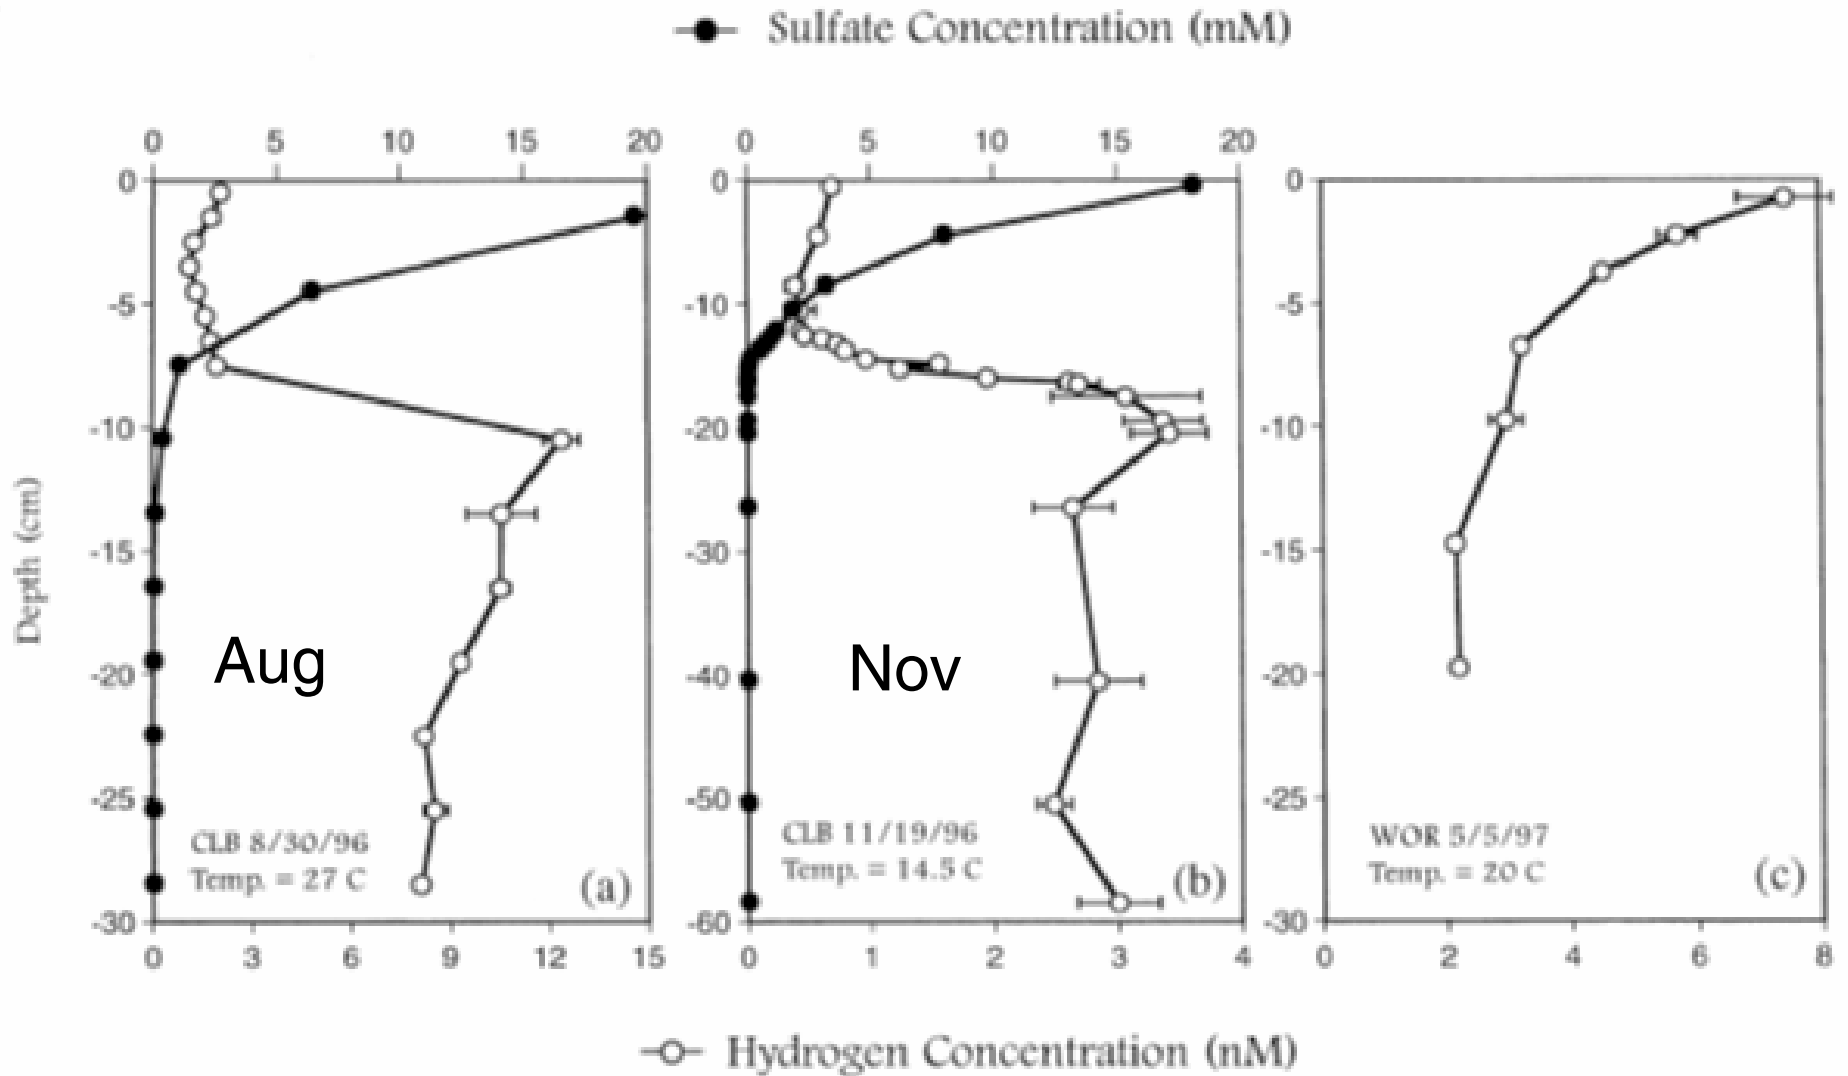 Sulfate Concentration (mM)
0 5 10 15 20
0 5 10 15 20
Depth (cm)
0
-5
-10
-15
-20
-25
-30
Aug
CLB 8/30/96
Temp. = 27 C
(a)
0 3 6 9 12 15
0
-10
-20
-30
-40
-50
-60
Nov
CLB 11/19/96
Temp. = 14.5 C
(b)
0 1 2 3 4
0
-5
-10
-15
-20
-25
-30
WOR 5/5/97
Temp. = 20 C
(c)
0 2 4 6 8
Hydrogen Concentration (nM)